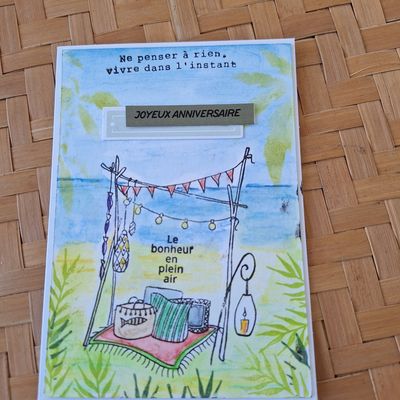 Ne penser à rien,
vivre dans l'instant
JOYEUX ANNIVERSAIRE
Le
bonheur
en
plein
air